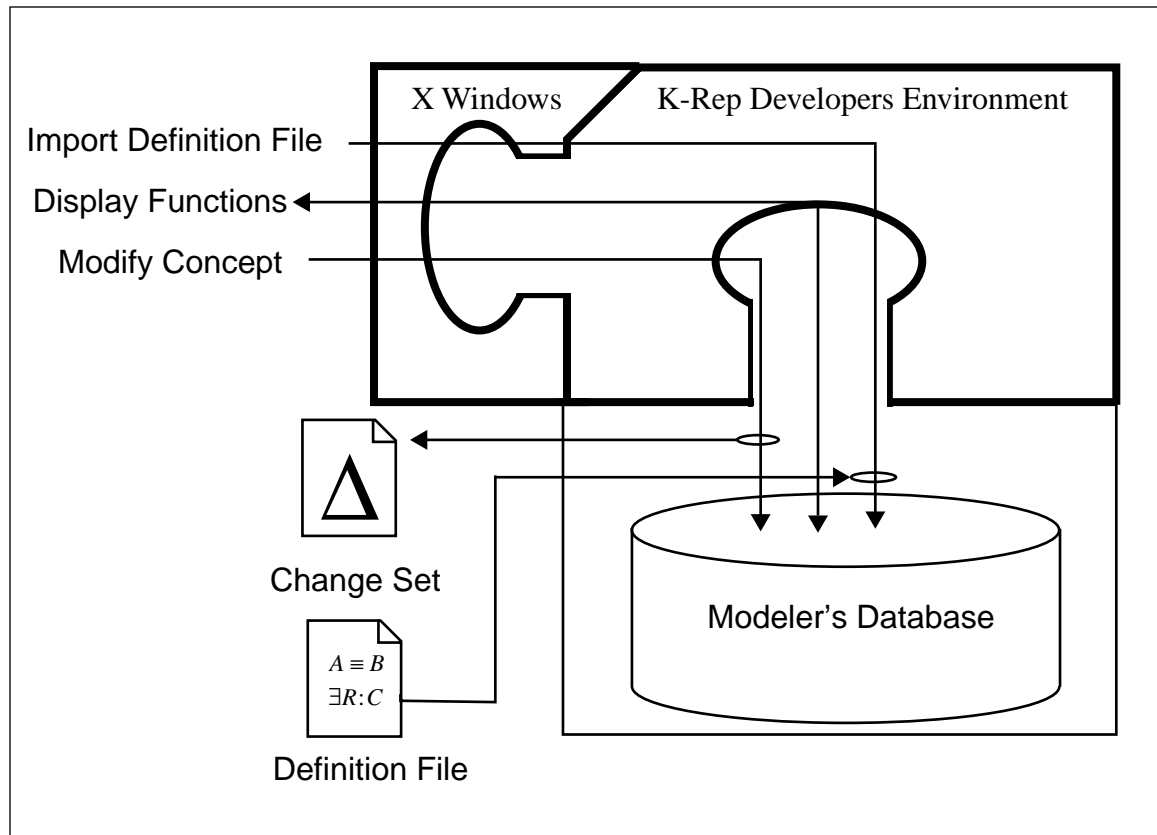 X Windows
K-Rep Developers Environment
Import Definition File
Display Functions
Modify Concept
Δ
Change Set
Modeler’s Database
A ≡ B
∃R:C
Definition File